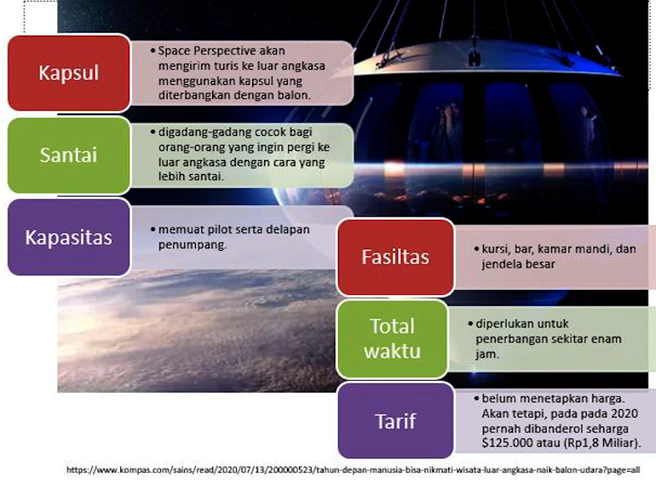 Kapsul
• Space Perspective akan
mengirim turis ke luar angkasa
menggunakan kapsul yang
diterbangkan dengan balon.
Santai
• digadang-gadang cocok bagi
orang-orang yang ingin pergi ke
luar angkasa dengan cara yang
lebih santai.
Kapasitas
• memuat pilot serta delapan
penumpang.
Fasiltas
• kursi, bar, kamar mandi, dan
jendela besar
Total
waktu
• diperlukan untuk
penerbangan sekitar enam
jam.
Tarif
• belum menetapkan harga.
Akan tetapi, pada pada 2020
pernah dibanderol seharga
$125.000 atau (Rp1,8 Miliar).
https://www.kompas.com/sains/read/2020/07/13/200000523/tahun-depan-manusia-bisa-nikmati-wisata-luar-angkasa-naik-balon-udara?page=all